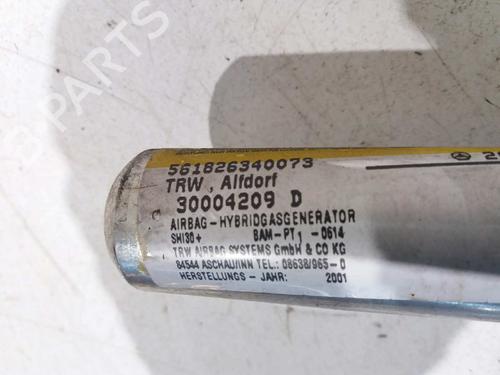 561826340073
TRW , Alfdorf
30004209 D
AIRBAG-HYBRIDGASGENERATOR
SHI30+ BAM-PT1-0614
TRW AIRBAG SYSTEMS GmbH & CO KG
84544 ASCHAU/INN TEL.: 08638/965-0
HERSTELLUNGS-JAHR: 2001
B-Parts